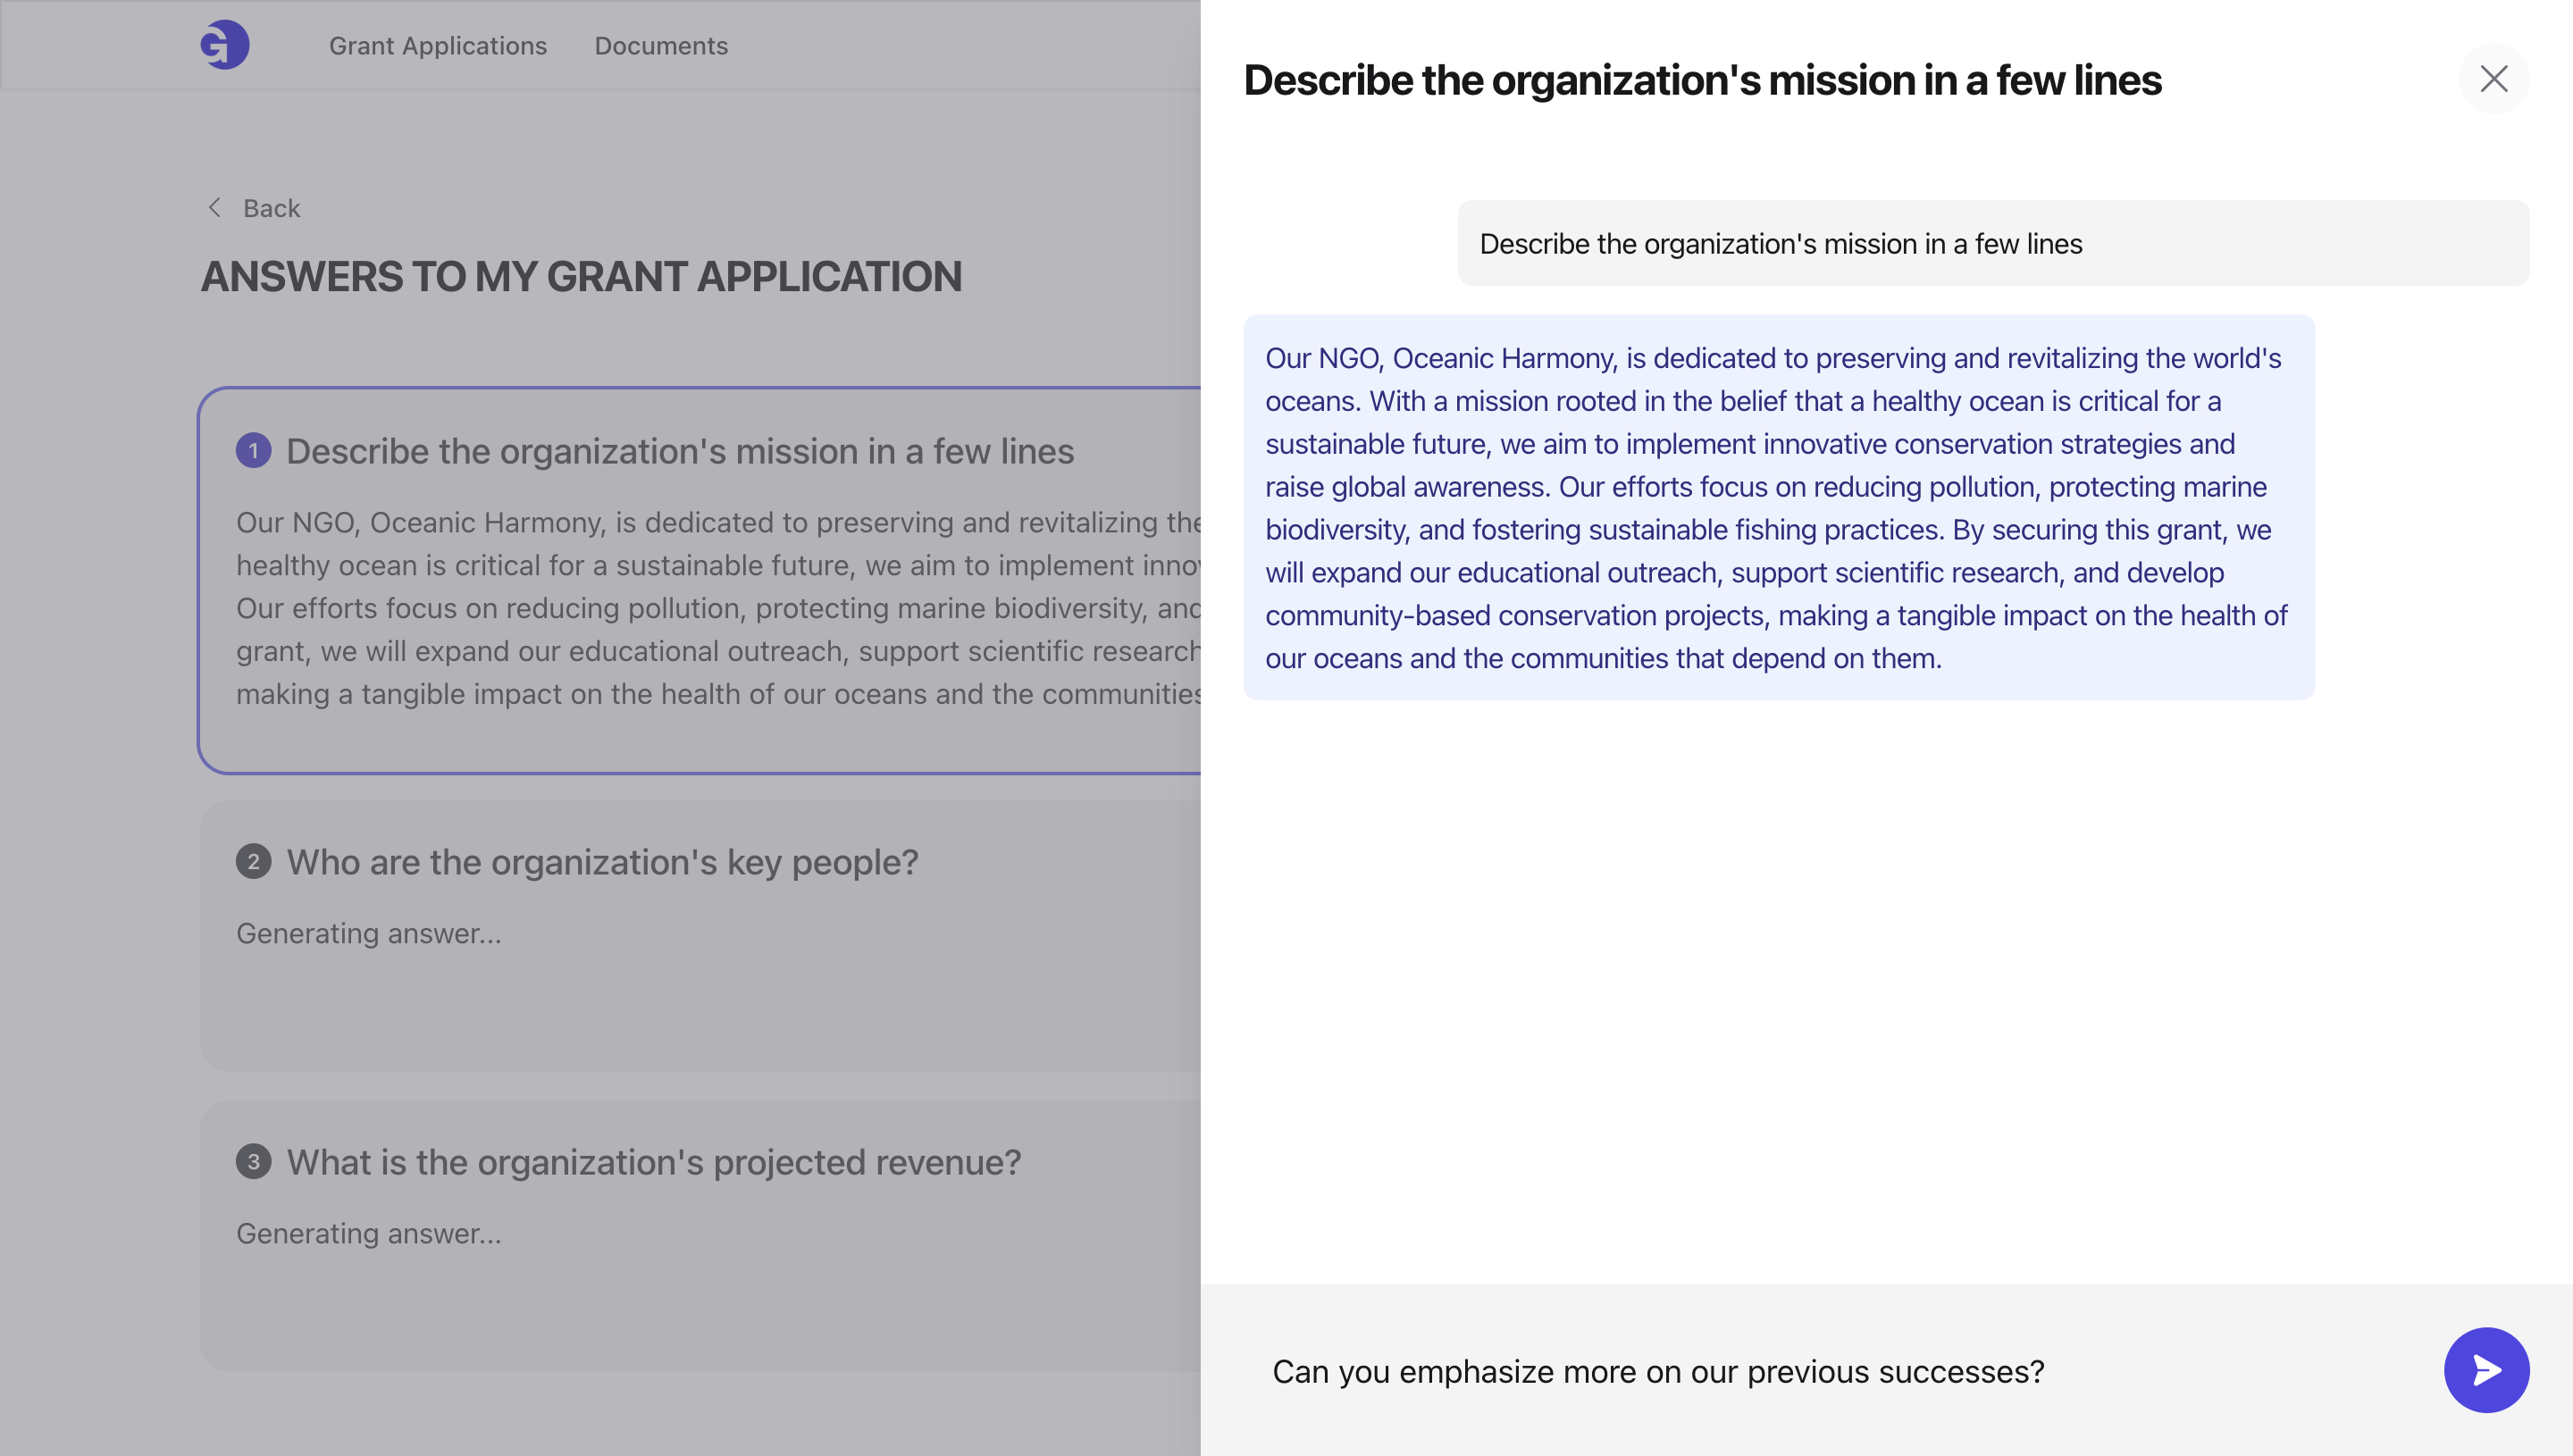 Grant Applications
Documents
Back
ANSWERS TO MY GRANT APPLICATION
1 Describe the organization's mission in a few lines
Our NGO, Oceanic Harmony, is dedicated to preserving and revitalizing the
healthy ocean is critical for a sustainable future, we aim to implement inno
Our efforts focus on reducing pollution, protecting marine biodiversity, and
grant, we will expand our educational outreach, support scientific research
making a tangible impact on the health of our oceans and the communities
2 Who are the organization's key people?
Generating answer...
3 What is the organization's projected revenue?
Generating answer...
Describe the organization's mission in a few lines
Describe the organization's mission in a few lines
Our NGO, Oceanic Harmony, is dedicated to preserving and revitalizing the world's
oceans. With a mission rooted in the belief that a healthy ocean is critical for a
sustainable future, we aim to implement innovative conservation strategies and
raise global awareness. Our efforts focus on reducing pollution, protecting marine
biodiversity, and fostering sustainable fishing practices. By securing this grant, we
will expand our educational outreach, support scientific research, and develop
community-based conservation projects, making a tangible impact on the health of
our oceans and the communities that depend on them.
Can you emphasize more on our previous successes?